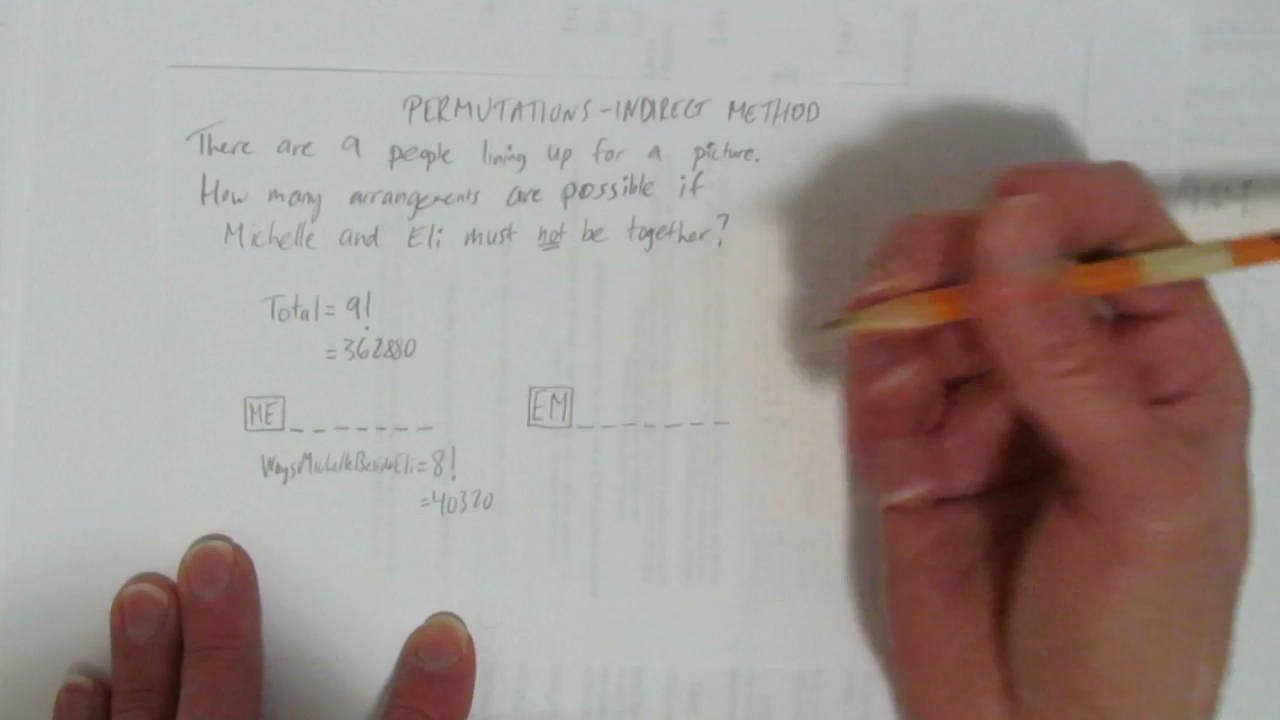 PERMUTATIONS - INDIRECT METHOD
There are 9 people lining up for a picture.
How many arrangements are possible if
Michelle and Eli must not be together?
Total = 9!
= 362880
ME _ _ _ _ _ _ _
EM _ _ _ _ _ _ _
WaysMichelleBesideEli = 8!
= 40320